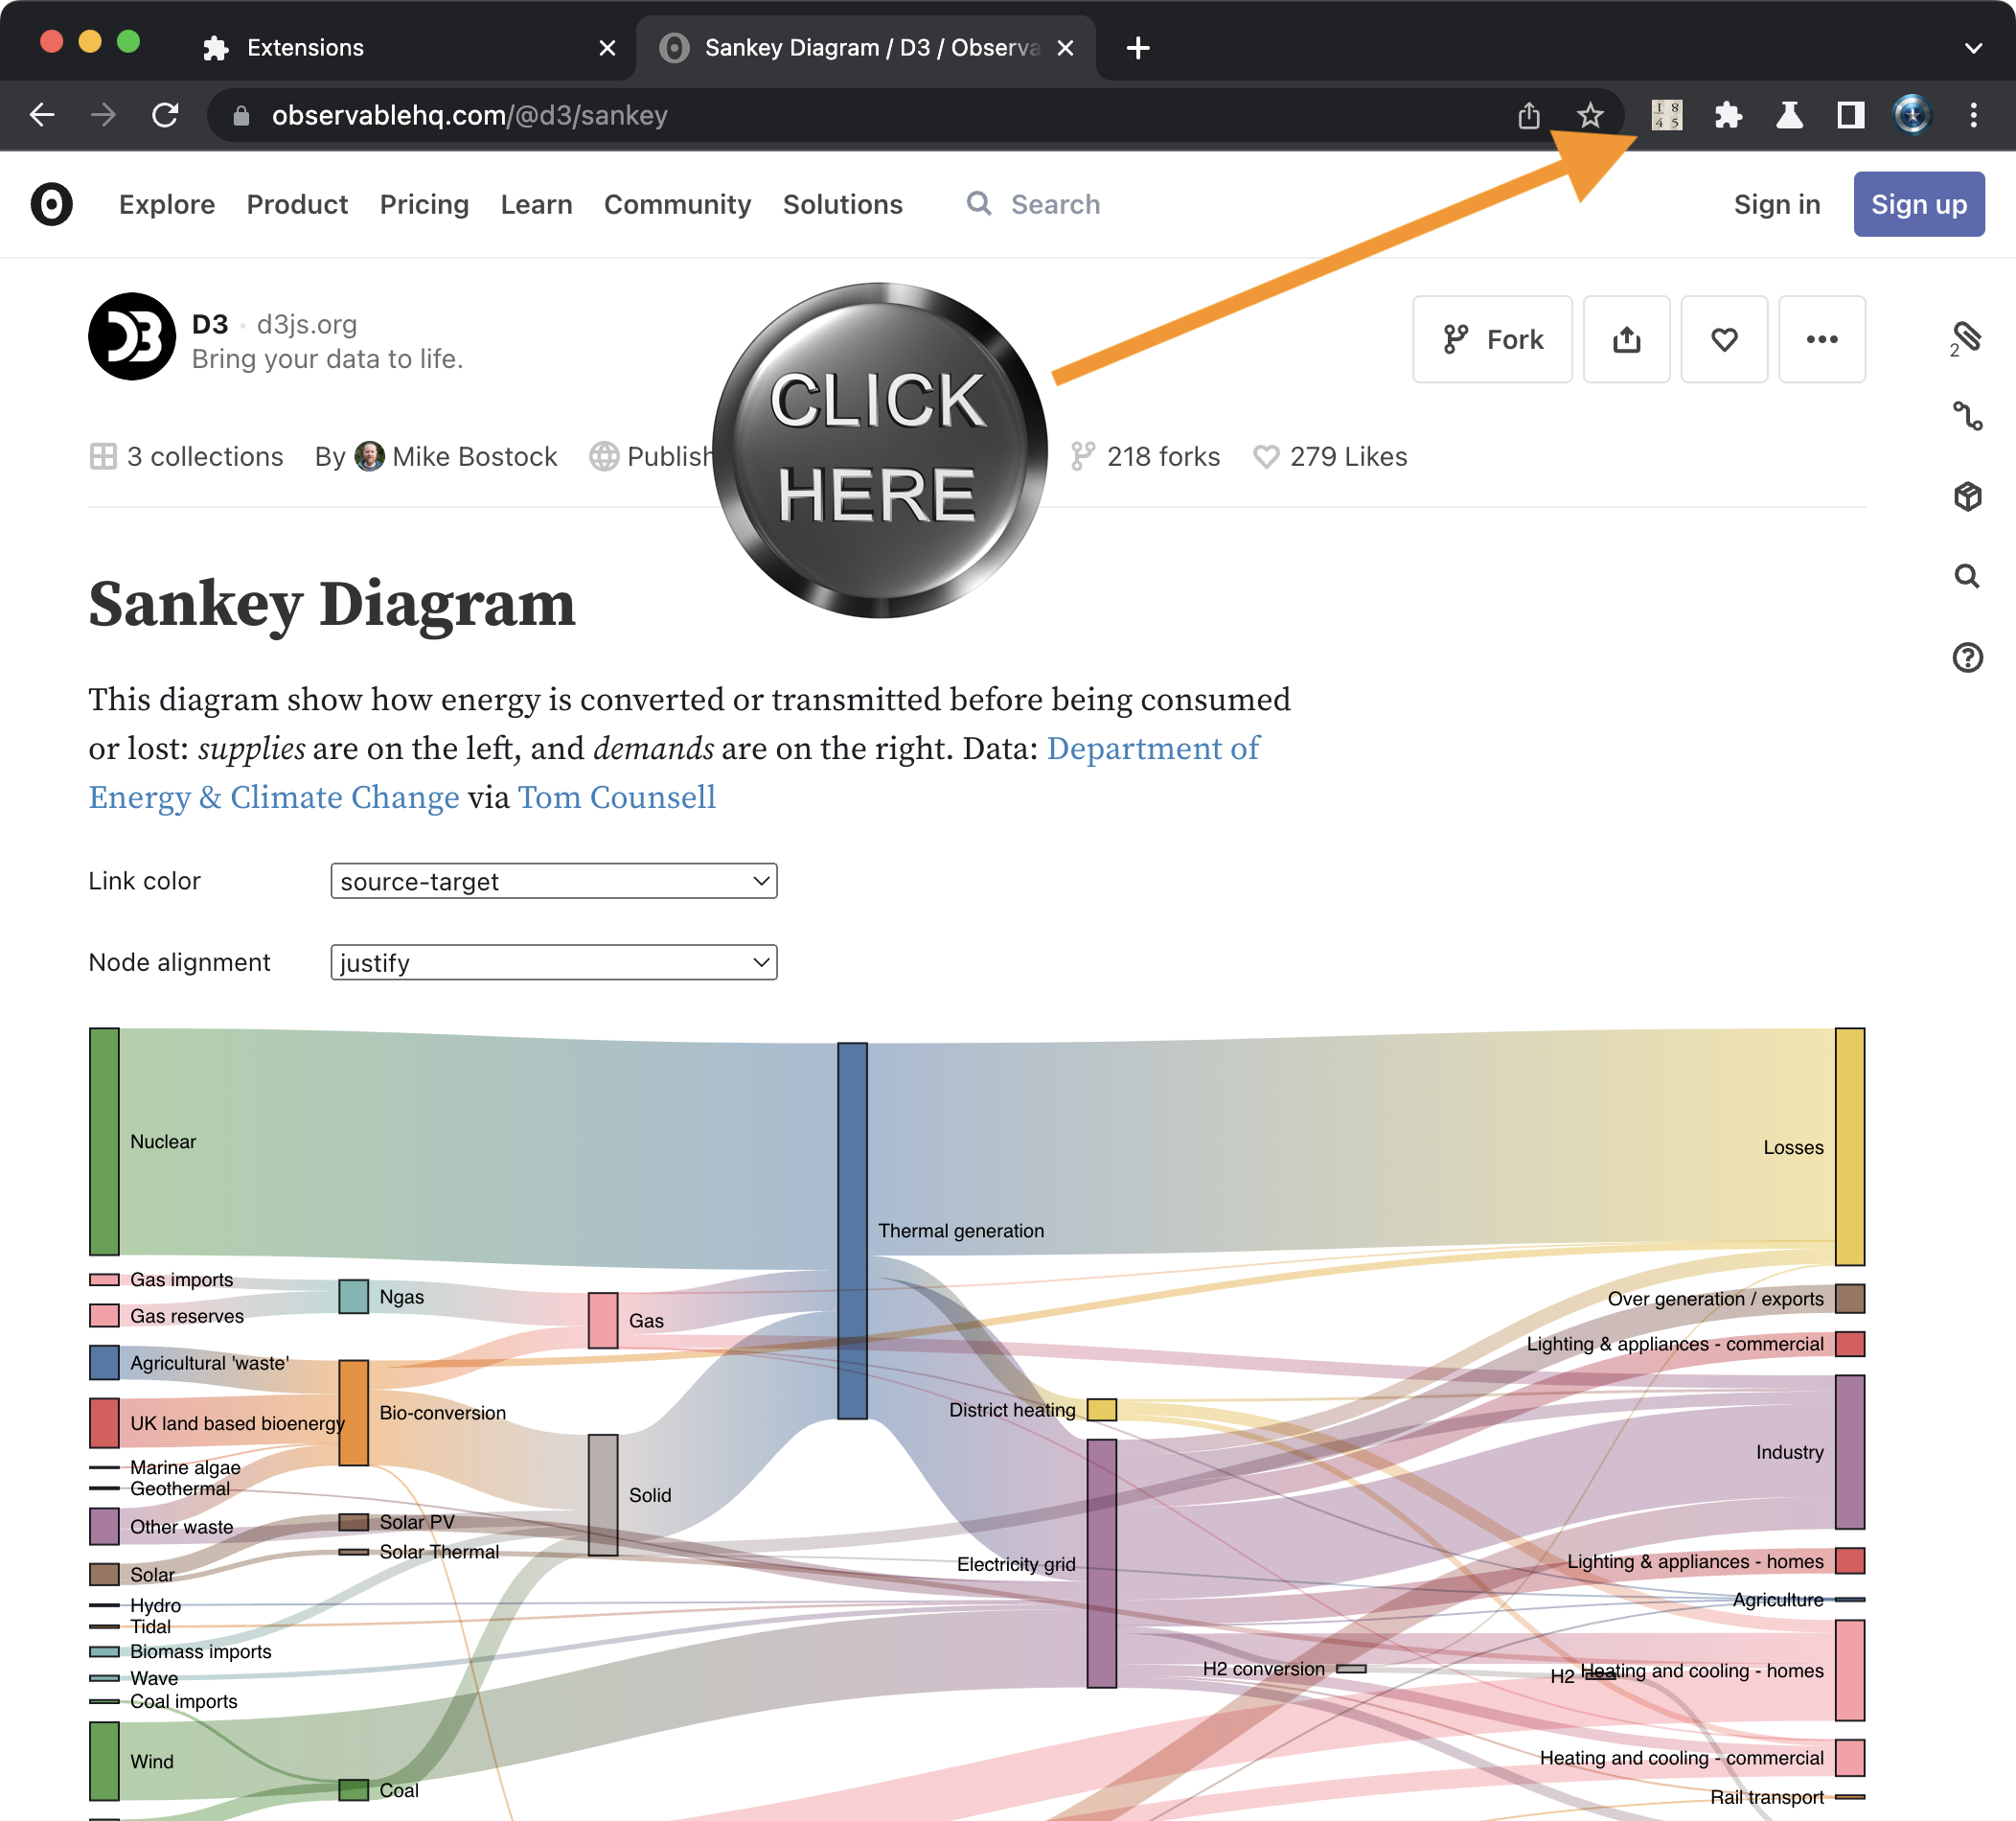 Extensions
Sankey Diagram / D3 / Observa
observablehq.com/@d3/sankey
1 8
4 5
Explore Product Pricing Learn Community Solutions Search Sign in Sign up
D3 · d3js.org
Bring your data to life.
Fork
2
CLICK
HERE
3 collections By Mike Bostock Publish 218 forks 279 Likes
Sankey Diagram
This diagram show how energy is converted or transmitted before being consumed
or lost: supplies are on the left, and demands are on the right. Data: Department of
Energy & Climate Change via Tom Counsell
Link color source-target
Node alignment justify
Nuclear
Losses
Thermal generation
Gas imports
Ngas
Over generation / exports
Gas reserves
Gas
Lighting & appliances - commercial
Agricultural 'waste'
District heating
Bio-conversion
UK land based bioenergy
Industry
Marine algae
Geothermal
Solid
Solar PV
Other waste
Solar Thermal
Lighting & appliances - homes
Electricity grid
Solar
Agriculture
Hydro
Tidal
Biomass imports
H2 conversion
H2
Heating and cooling - homes
Wave
Coal imports
Heating and cooling - commercial
Wind
Coal
Rail transport